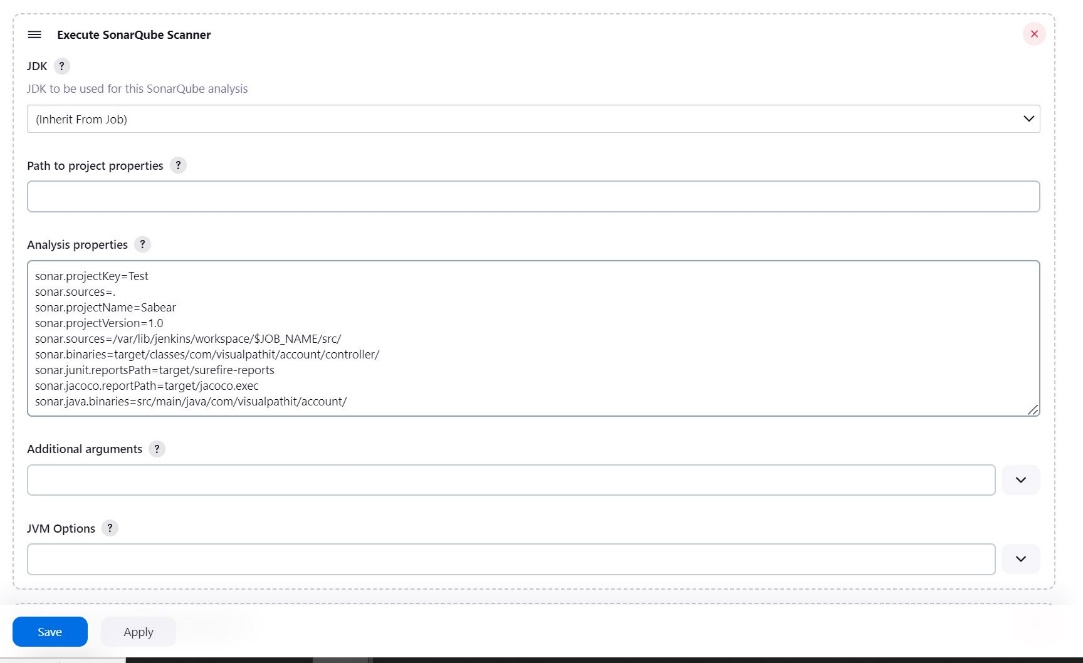 Execute SonarQube Scanner
JDK ?
JDK to be used for this SonarQube analysis
(Inherit From Job)
Path to project properties ?
Analysis properties ?
sonar.projectKey=Test
sonar.sources=.
sonar.projectName=Sabear
sonar.projectVersion=1.0
sonar.sources=/var/lib/jenkins/workspace/$JOB_NAME/src/
sonar.binaries=target/classes/com/visualpathit/account/controller/
sonar.junit.reportsPath=target/surefire-reports
sonar.jacoco.reportPath=target/jacoco.exec
sonar.java.binaries=src/main/java/com/visualpathit/account/
Additional arguments ?
JVM Options ?
Save Apply